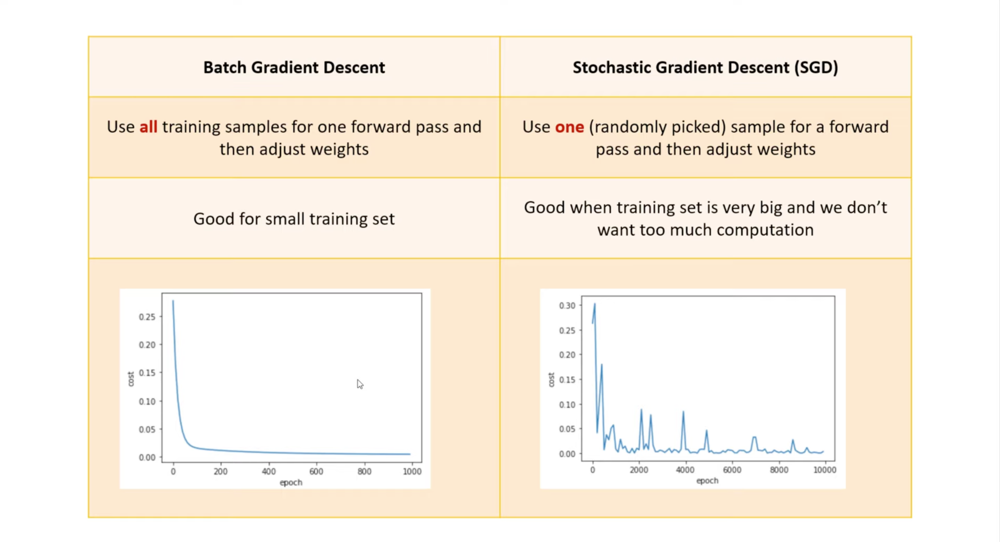 Batch Gradient Descent
Stochastic Gradient Descent (SGD)
Use all training samples for one forward pass and
then adjust weights
Use one (randomly picked) sample for a forward
pass and then adjust weights
Good for small training set
Good when training set is very big and we don’t
want too much computation
0.25
0.20
0.15
0.10
0.05
0.00
cost
0 200 400 600 800 1000
epoch
0.30
0.25
0.20
0.15
0.10
0.05
0.00
cost
0 2000 4000 6000 8000 10000
epoch